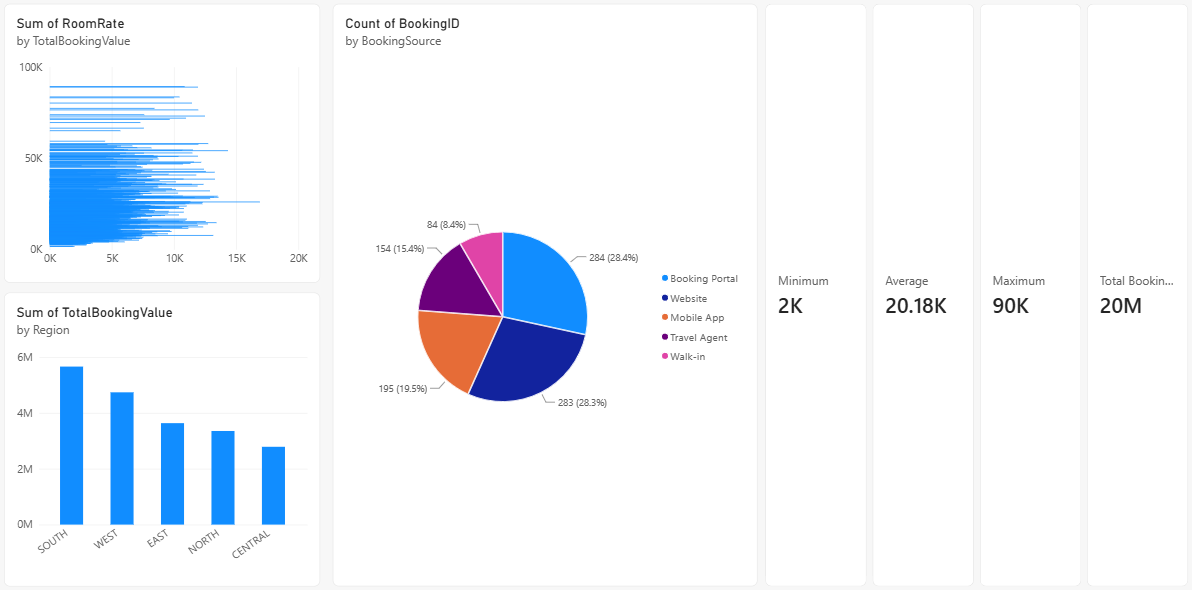 Sum of RoomRate
by TotalBookingValue
100K
50K
0K
0K 5K 10K 15K 20K
Sum of TotalBookingValue
by Region
6M
4M
2M
0M
SOUTH WEST EAST NORTH CENTRAL
Count of BookingID
by BookingSource
84 (8.4%)
154 (15.4%)
284 (28.4%)
195 (19.5%)
283 (28.3%)
Booking Portal
Website
Mobile App
Travel Agent
Walk-in
Minimum
2K
Average
20.18K
Maximum
90K
Total Bookin...
20M